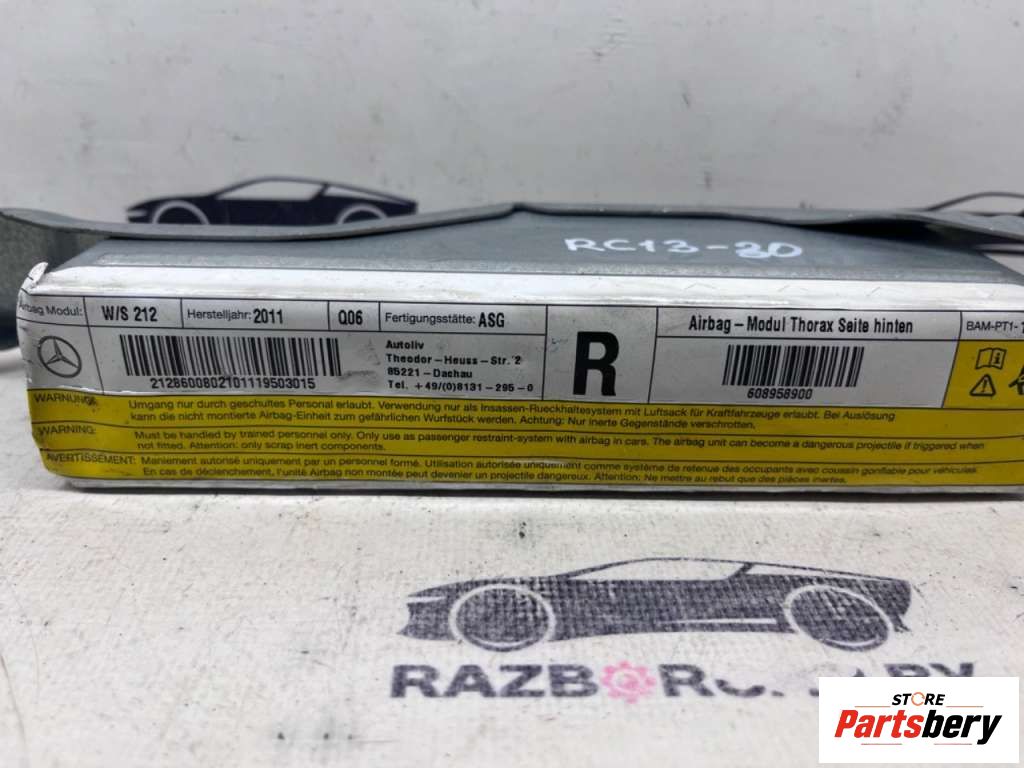 RC13-30
Airbag Modul: W/S 212 Herstelljahr: 2011 Q06 Fertigungsstätte: ASG
2128600802101119503015
Autoliv
Theodor-Heuss-Str. 2
85221-Dachau
Tel. +49/(0)8131-295-0
R
Airbag - Modul Thorax Seite hinten
608958900
BAM-PT1-
WARNUNG: Umgang nur durch geschultes Personal erlaubt. Verwendung nur als Insassen-Rueckhaltesystem mit Luftsack für Kraftfahrzeuge erlaubt. Bei Auslösung
kann die nicht montierte Airbag-Einheit zum gefährlichen Wurfstück werden. Achtung: Nur inerte Gegenstände verschrotten.
WARNING: Must be handled by trained personnel only. Only use as passenger restraint-system with airbag in cars. The airbag unit can become a dangerous projectile if triggered when
not fitted. Attention: only scrap inert components.
AVERTISSEMENT: Maniement autorisé uniquement par un personnel formé. Utilisation autorisée uniquement comme système de retenue des occupants avec coussin gonflable pour véhicules.
En cas de déclenchement, l'unité Airbag non montée peut devenir un projectile dangereux. Attention: Ne mettre au rebut que des pièces inertes.
STORE
Partsbery